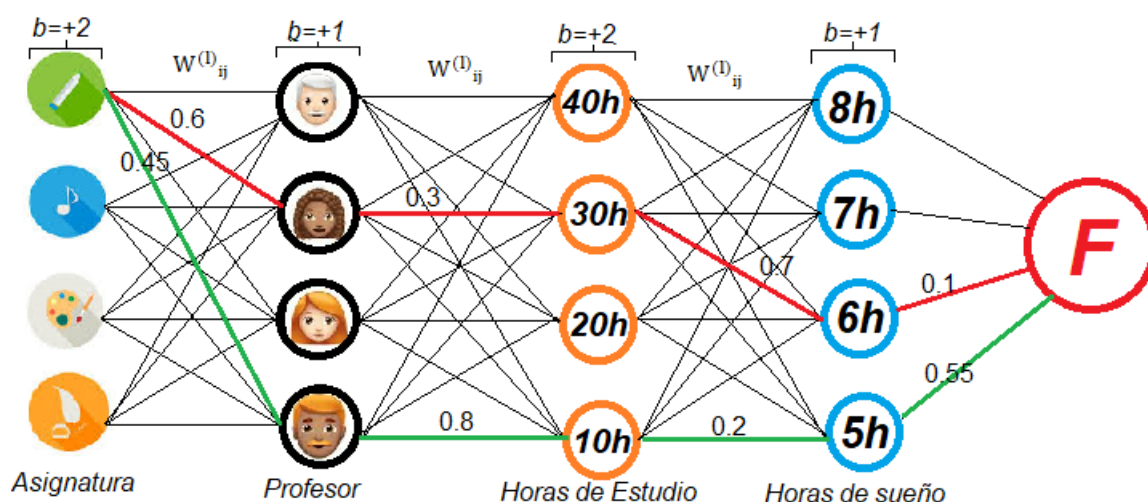 b=+2
b=+1
b=+2
b=+1
W(l)ij
W(l)ij
W(l)ij
0.6
0.45
0.3
0.8
0.7
0.2
0.1
0.55
40h
30h
20h
10h
8h
7h
6h
5h
F
Asignatura
Profesor
Horas de Estudio
Horas de sueño